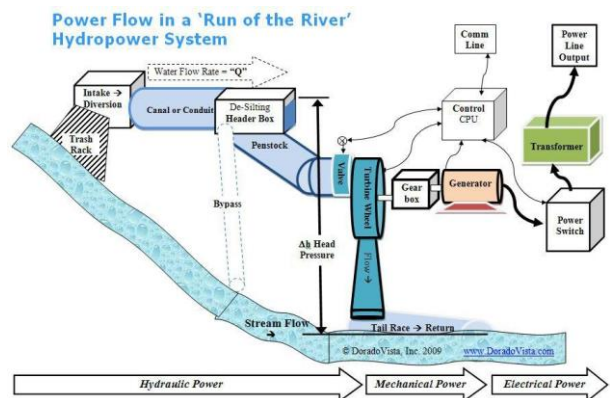 Power Flow in a ‘Run of the River’
Hydropower System
Water Flow Rate = “Q”
Intake →
Diversion
Canal or Conduit
De-Silting
Header Box
Trash
Rack
Penstock
Bypass
Valve
Turbine Wheel
Flow →
Δh Head
Pressure
Gear
box
Generator
Control
CPU
Comm
Line
Power
Line
Output
Transformer
Power
Switch
Stream Flow
→
Tail Race → Return
© DoradoVista, Inc. 2009 www.DoradoVista.com
Hydraulic Power
Mechanical Power
Electrical Power